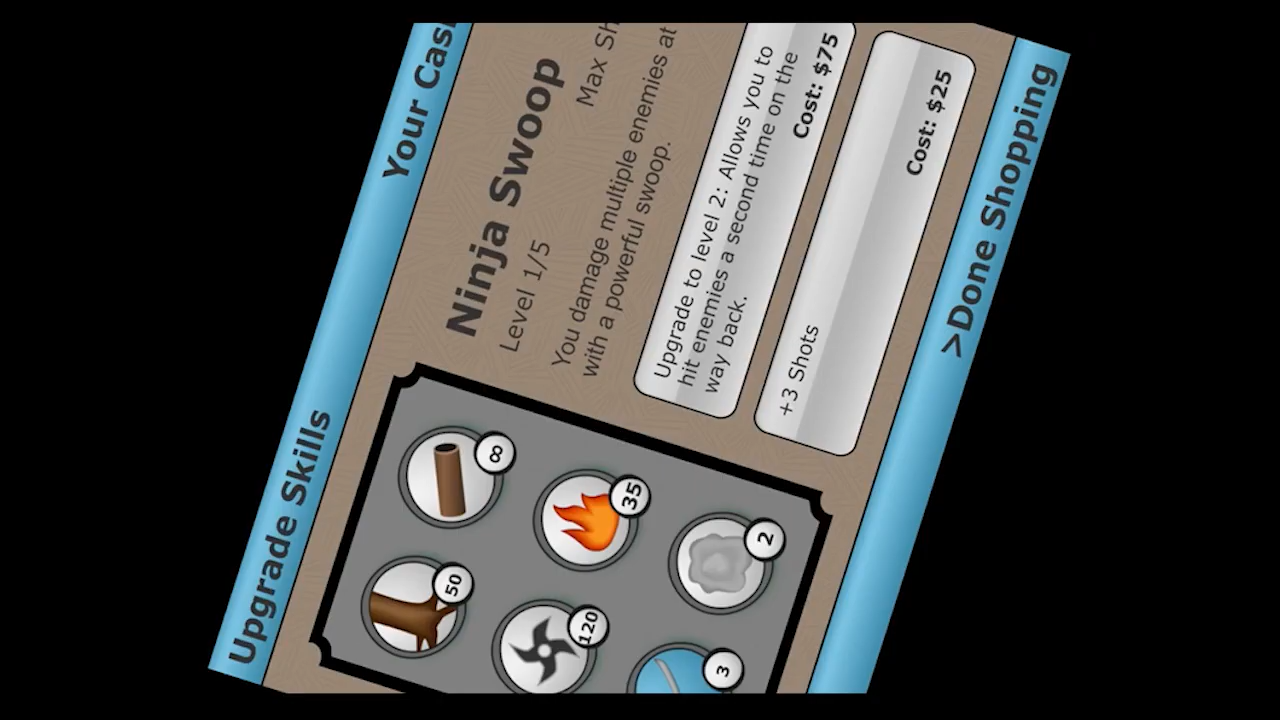 Upgrade Skills
Your
Ninja Swoop
Level 1/5
Max
You damage multiple enemies at
with a powerful swoop.
Upgrade to level 2: Allows you to
hit enemies a second time on the
way back.
Cost: $75
+3 Shots
Cost: $25
50
∞
120
35
3
2
>Done Shopping